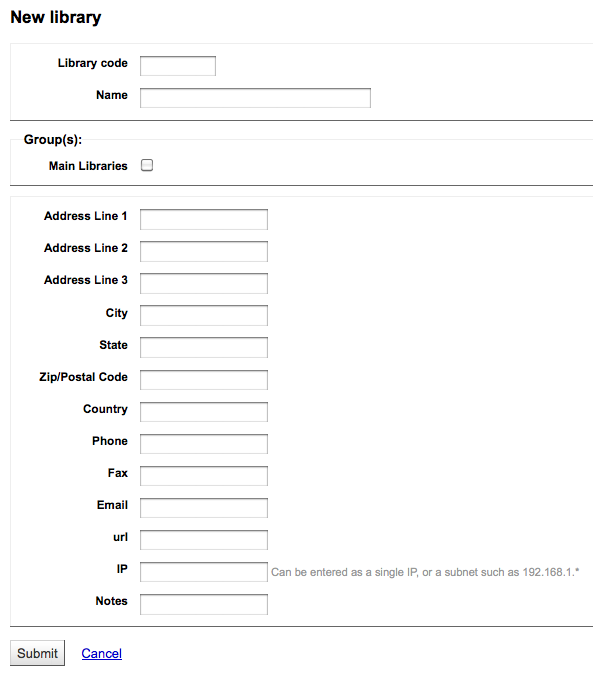 New library
Library code
Name
Group(s):
Main Libraries
Address Line 1
Address Line 2
Address Line 3
City
State
Zip/Postal Code
Country
Phone
Fax
Email
url
IP Can be entered as a single IP, or a subnet such as 192.168.1.*
Notes
Submit Cancel